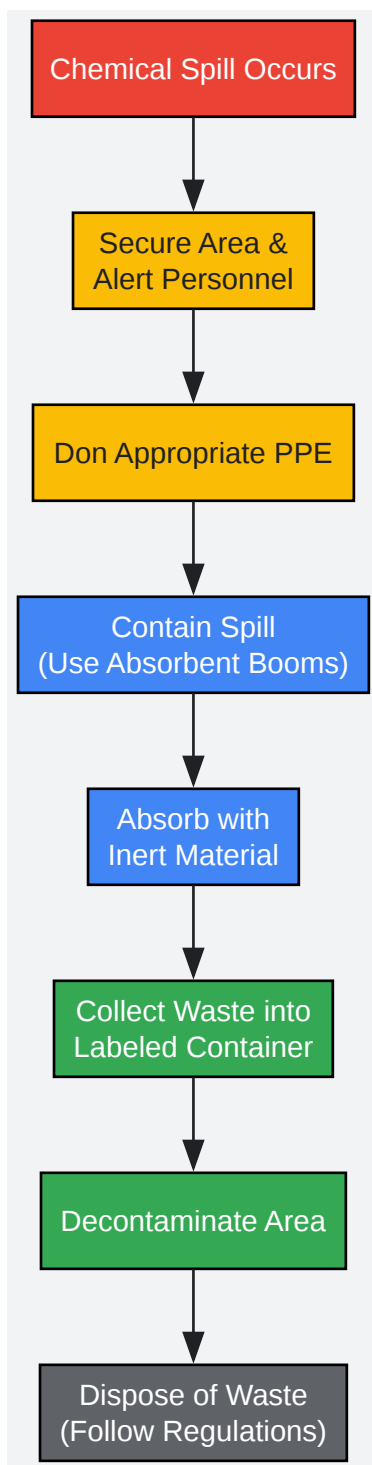 Chemical Spill Occurs
Secure Area &
Alert Personnel
Don Appropriate PPE
Contain Spill
(Use Absorbent Booms)
Absorb with
Inert Material
Collect Waste into
Labeled Container
Decontaminate Area
Dispose of Waste
(Follow Regulations)